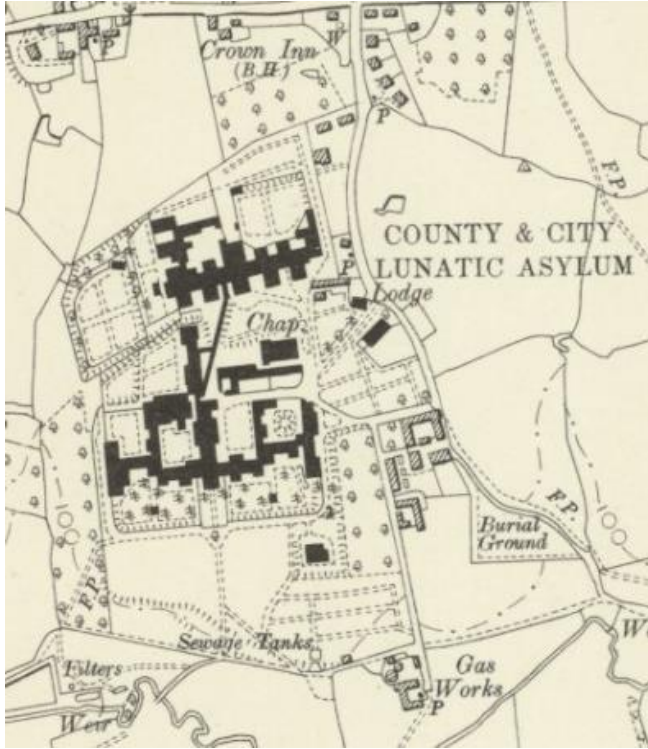 P
Crown Inn
(B.H.)
W
P
F.P.
COUNTY & CITY
LUNATIC ASYLUM
P
Lodge
Chap.
F.P.
Burial
Ground
F.P.
Sewage Tanks
Filters
Weir
Gas
Works
P